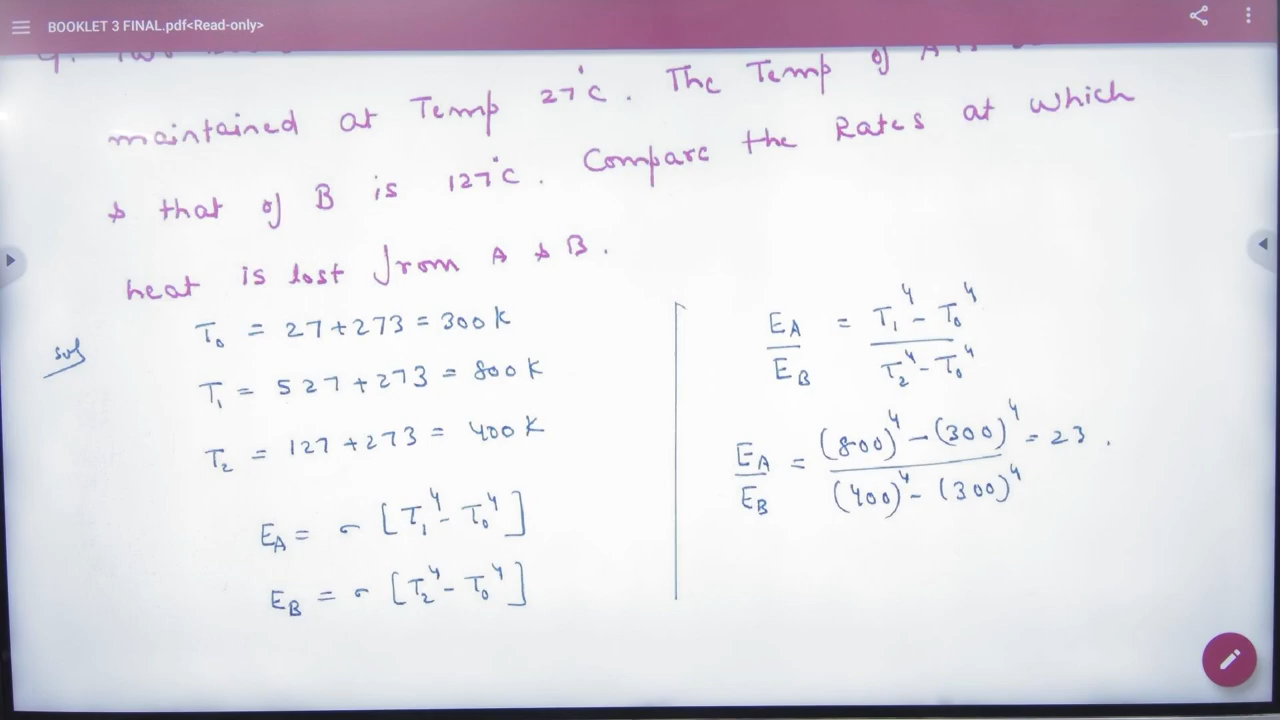 BOOKLET 3 FINAL.pdf<Read-only>
maintained at Temp 27°C. The Temp of A is
& that of B is 127°C. Compare the Rates at which
heat is lost from A & B.
Sol
T₀ = 27+273 = 300 K
T₁ = 527+273 = 800 K
T₂ = 127+273 = 400 K
E_A = σ [T₁⁴ - T₀⁴]
E_B = σ [T₂⁴ - T₀⁴]
E_A/E_B = (T₁⁴ - T₀⁴)/(T₂⁴ - T₀⁴)
E_A/E_B = ((800)⁴ - (300)⁴)/((400)⁴ - (300)⁴) = 23.